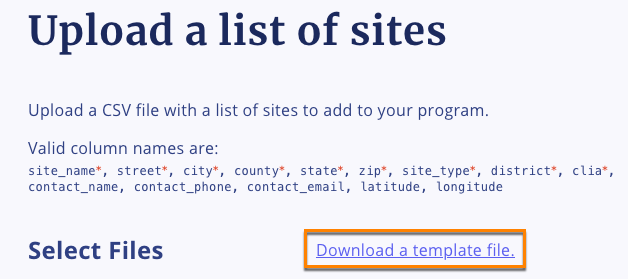 Upload a list of sites
Upload a CSV file with a list of sites to add to your program.
Valid column names are:
site_name*, street*, city*, county*, state*, zip*, site_type*, district*, clia*,
contact_name, contact_phone, contact_email, latitude, longitude
Select Files
Download a template file.